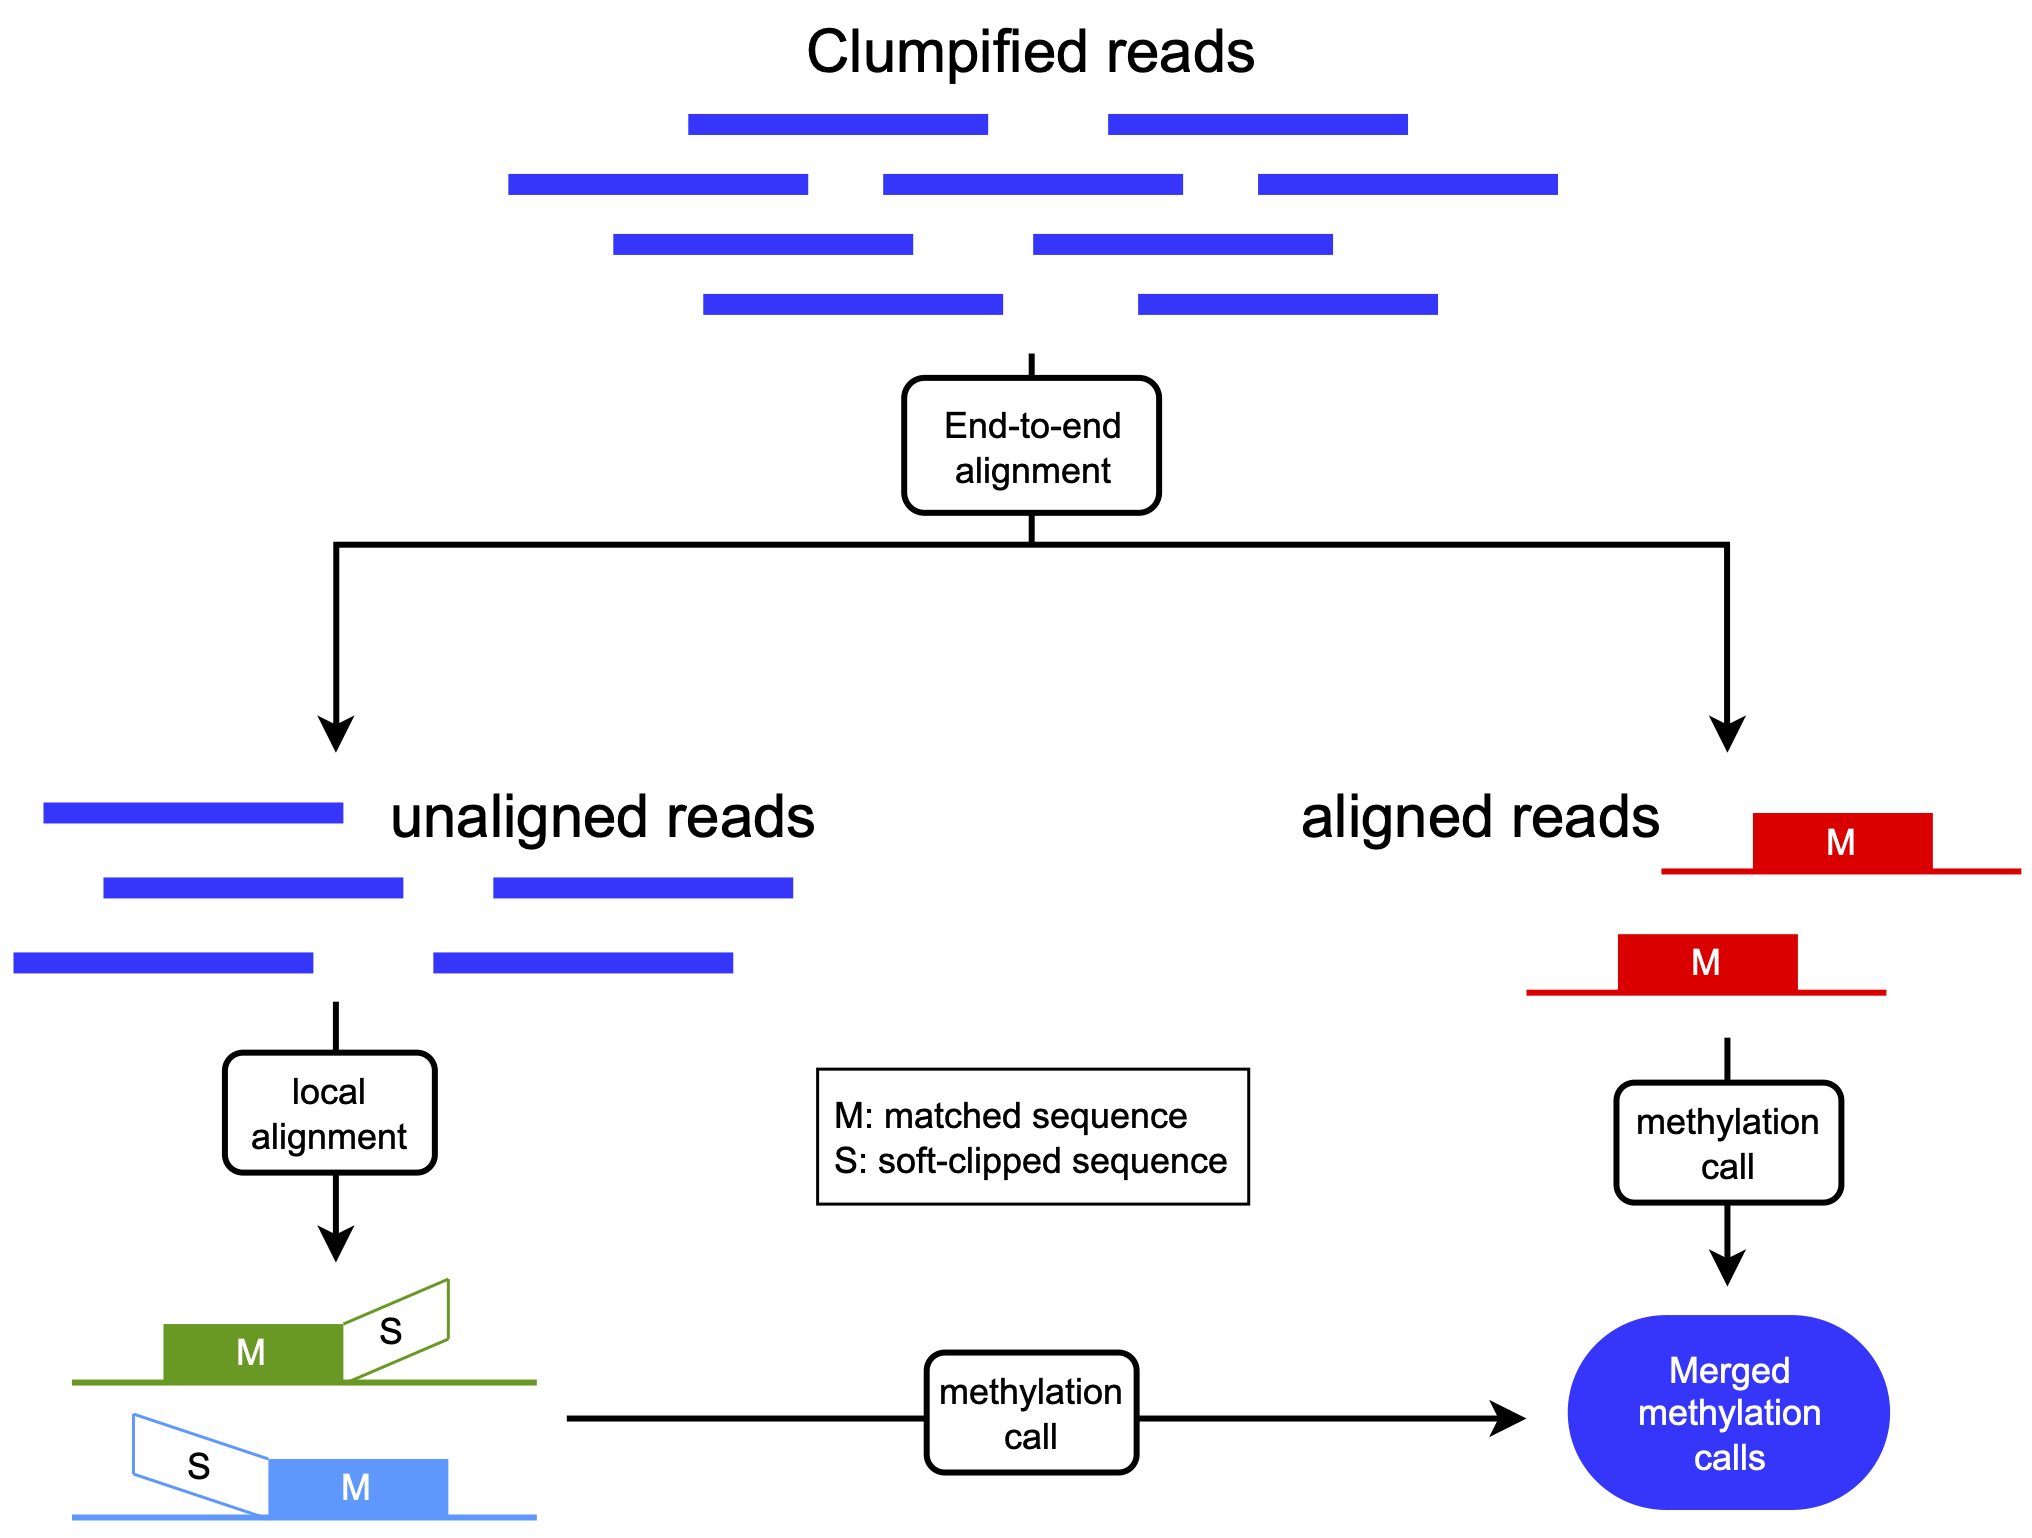 Clumpified reads
End-to-end
alignment
unaligned reads
aligned reads
M
M
local
alignment
M: matched sequence
S: soft-clipped sequence
methylation
call
S
M
S
M
methylation
call
Merged
methylation
calls